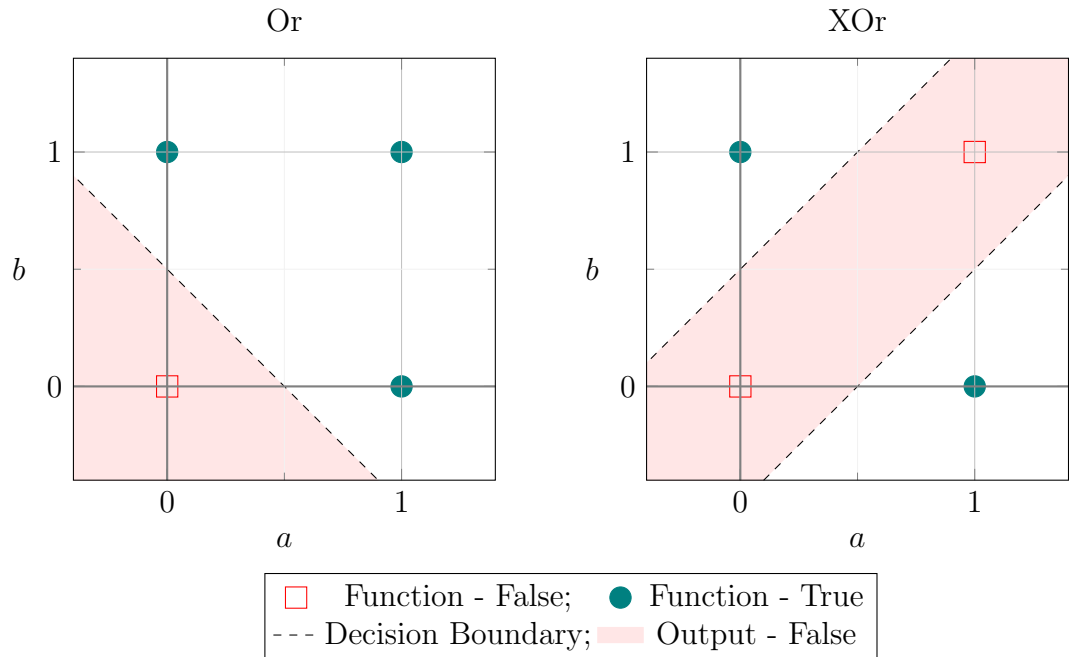 Or
XOr
1
b
0
0
1
a
1
b
0
0
1
a
Function - False;
Function - True
Decision Boundary;
Output - False